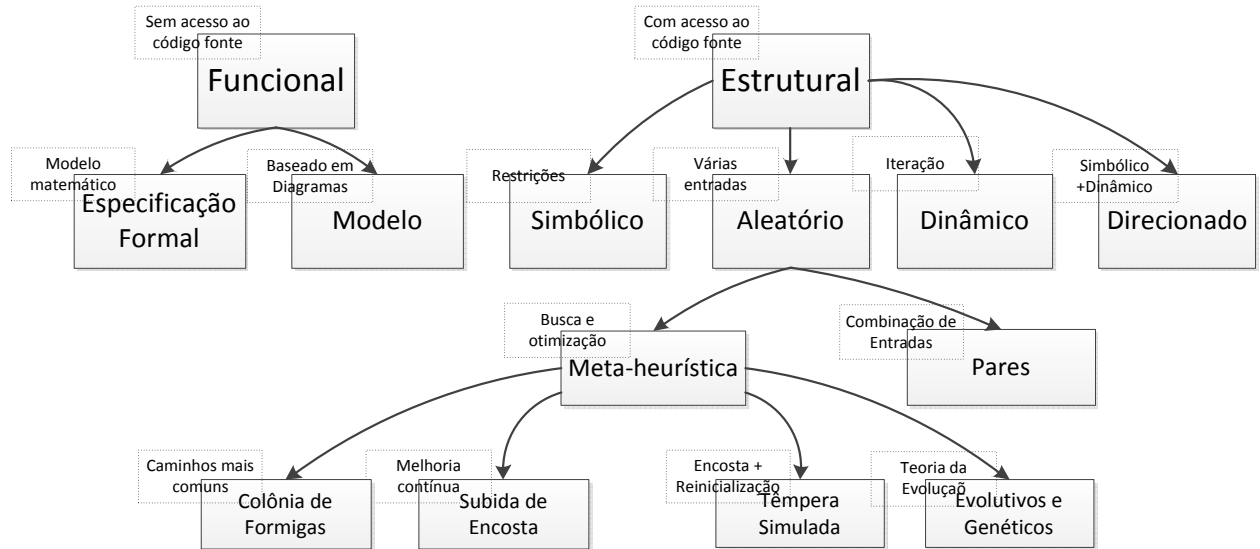 Sem acesso ao
código fonte
Funcional
Com acesso ao
código fonte
Estrutural
Modelo
matemático
Especificação
Formal
Baseado em
Diagramas
Modelo
Restrições
Simbólico
Várias
entradas
Aleatório
Iteração
Dinâmico
Simbólico
+Dinâmico
Direcionado
Busca e
otimização
Meta-heurística
Combinação de
Entradas
Pares
Caminhos mais
comuns
Colônia de
Formigas
Melhoria
contínua
Subida de
Encosta
Encosta +
Reinicialização
Têmpera
Simulada
Teoria da
Evoluçaõ
Evolutivos e
Genéticos